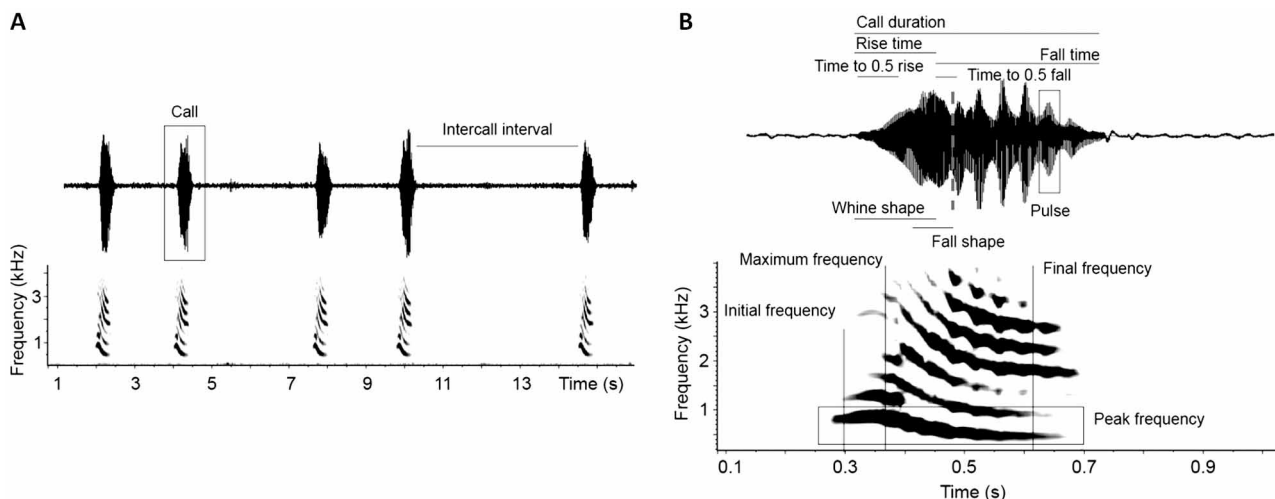 A
Call
Intercall interval
Frequency (kHz)
3
1
1 3 5 7 9 11 13 Time (s)
B
Call duration
Rise time
Fall time
Time to 0.5 rise
Time to 0.5 fall
Whine shape
Pulse
Fall shape
Maximum frequency
Final frequency
Initial frequency
Frequency (kHz)
3
2
1
Peak frequency
0.1 0.3 0.5 0.7 0.9
Time (s)